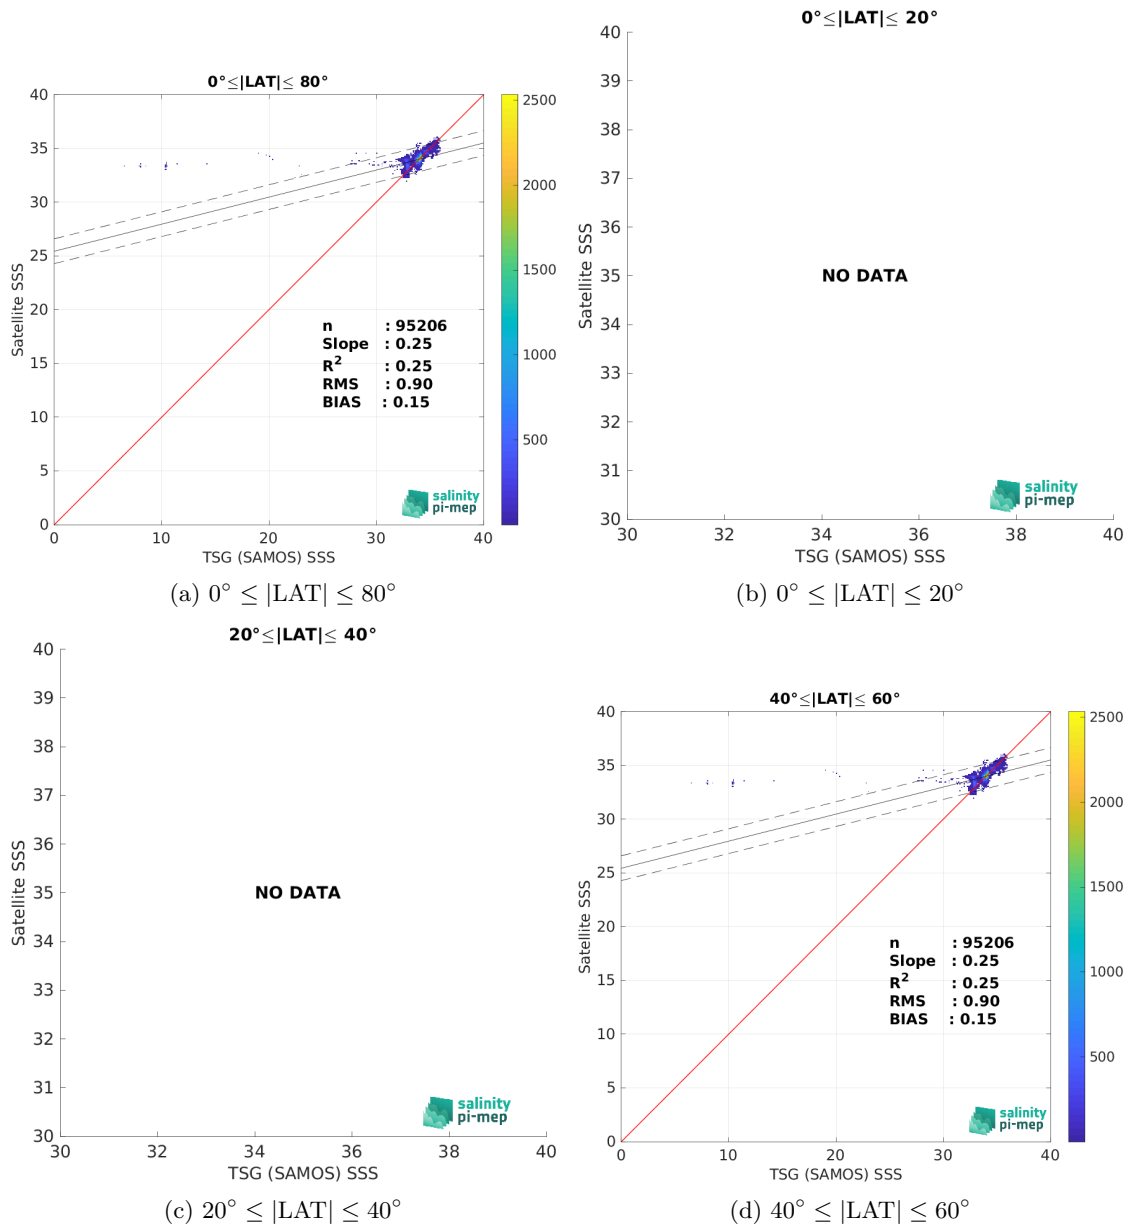 0°≤|LAT|≤ 80°
40
35
30
25
20
15
10
5
0
Satellite SSS
0 10 20 30 40
TSG (SAMOS) SSS
n : 95206
Slope : 0.25
R² : 0.25
RMS : 0.90
BIAS : 0.15
salinity
pi-mep
2500
2000
1500
1000
500
(a) 0° ≤ |LAT| ≤ 80°
0°≤|LAT|≤ 20°
40
39
38
37
36
35
34
33
32
31
30
Satellite SSS
NO DATA
salinity
pi-mep
30 32 34 36 38 40
TSG (SAMOS) SSS
(b) 0° ≤ |LAT| ≤ 20°
20°≤|LAT|≤ 40°
40
39
38
37
36
35
34
33
32
31
30
Satellite SSS
NO DATA
salinity
pi-mep
30 32 34 36 38 40
TSG (SAMOS) SSS
(c) 20° ≤ |LAT| ≤ 40°
40°≤|LAT|≤ 60°
40
35
30
25
20
15
10
5
0
Satellite SSS
0 10 20 30 40
TSG (SAMOS) SSS
n : 95206
Slope : 0.25
R² : 0.25
RMS : 0.90
BIAS : 0.15
salinity
pi-mep
2500
2000
1500
1000
500
(d) 40° ≤ |LAT| ≤ 60°